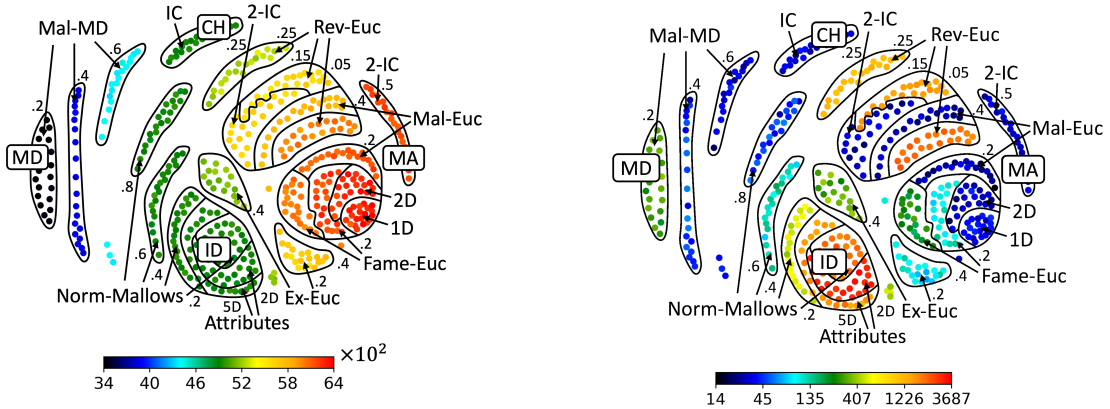 IC
CH
2-IC
Rev-Euc
Mal-MD
.6
.25
.25
.15
.05
2-IC
.4
.5
.2
.4
Mal-Euc
.2
MD
MA
2D
.8
.4
1D
ID
.2
.6
.4
.4
Fame-Euc
.2
Norm-Mallows
.2
5D
2D
Ex-Euc
Attributes
×10²
34 40 46 52 58 64
IC
CH
2-IC
Rev-Euc
Mal-MD
.6
.25
.25
.15
.05
2-IC
.4
.5
.2
.4
Mal-Euc
.2
MD
MA
2D
.8
.4
1D
ID
.2
.6
.4
.4
Fame-Euc
.2
Norm-Mallows
.2
5D
2D
Ex-Euc
Attributes
14 45 135 407 1226 3687